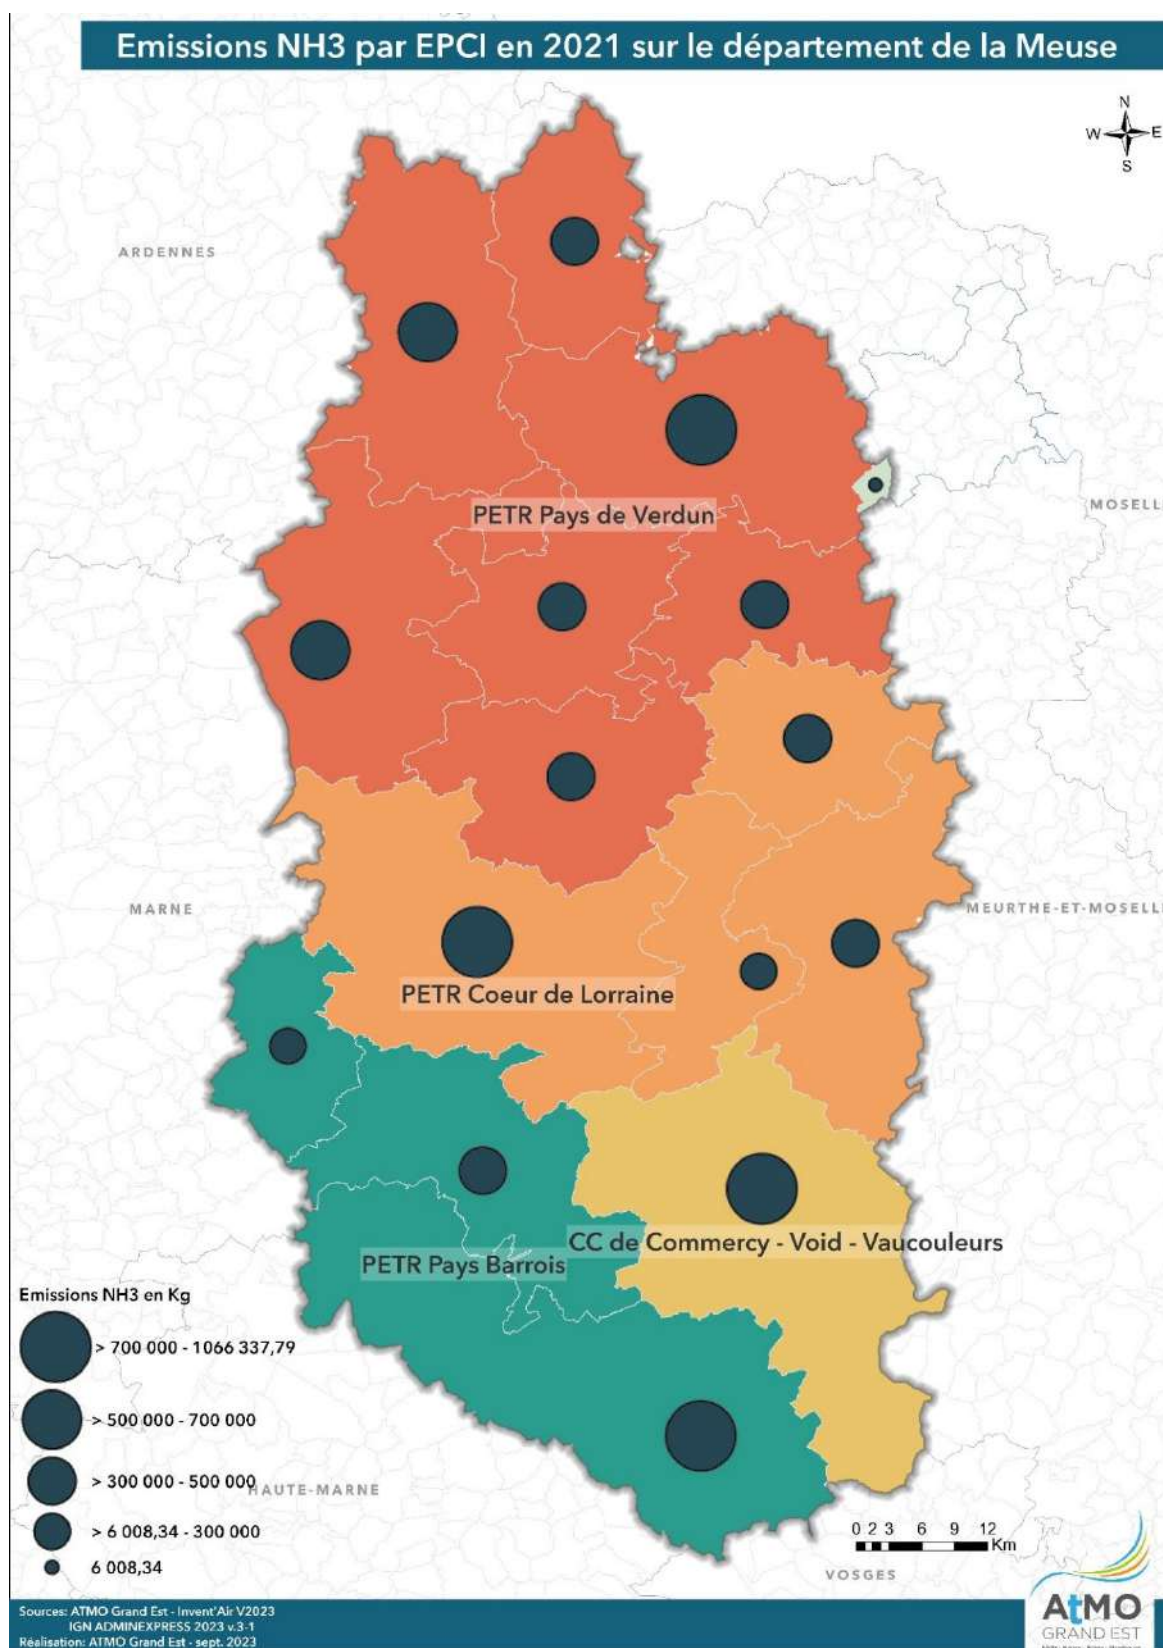 Emissions NH3 par EPCI en 2021 sur le département de la Meuse
N
W E
S
ARDENNES
MOSELL
PETR Pays de Verdun
MARNE
MEURTHE-ET-MOSELL
PETR Coeur de Lorraine
CC de Commercy - Void - Vaucouleurs
PETR Pays Barrois
Emissions NH3 en Kg
> 700 000 - 1066 337,79
> 500 000 - 700 000
> 300 000 - 500 000
HAUTE-MARNE
> 6 008,34 - 300 000
6 008,34
0 2 3 6 9 12
Km
VOSGES
Sources: ATMO Grand Est - Invent'Air V2023
IGN ADMINEXPRESS 2023 v.3-1
Réalisation: ATMO Grand Est - sept. 2023
AtMO
GRAND EST